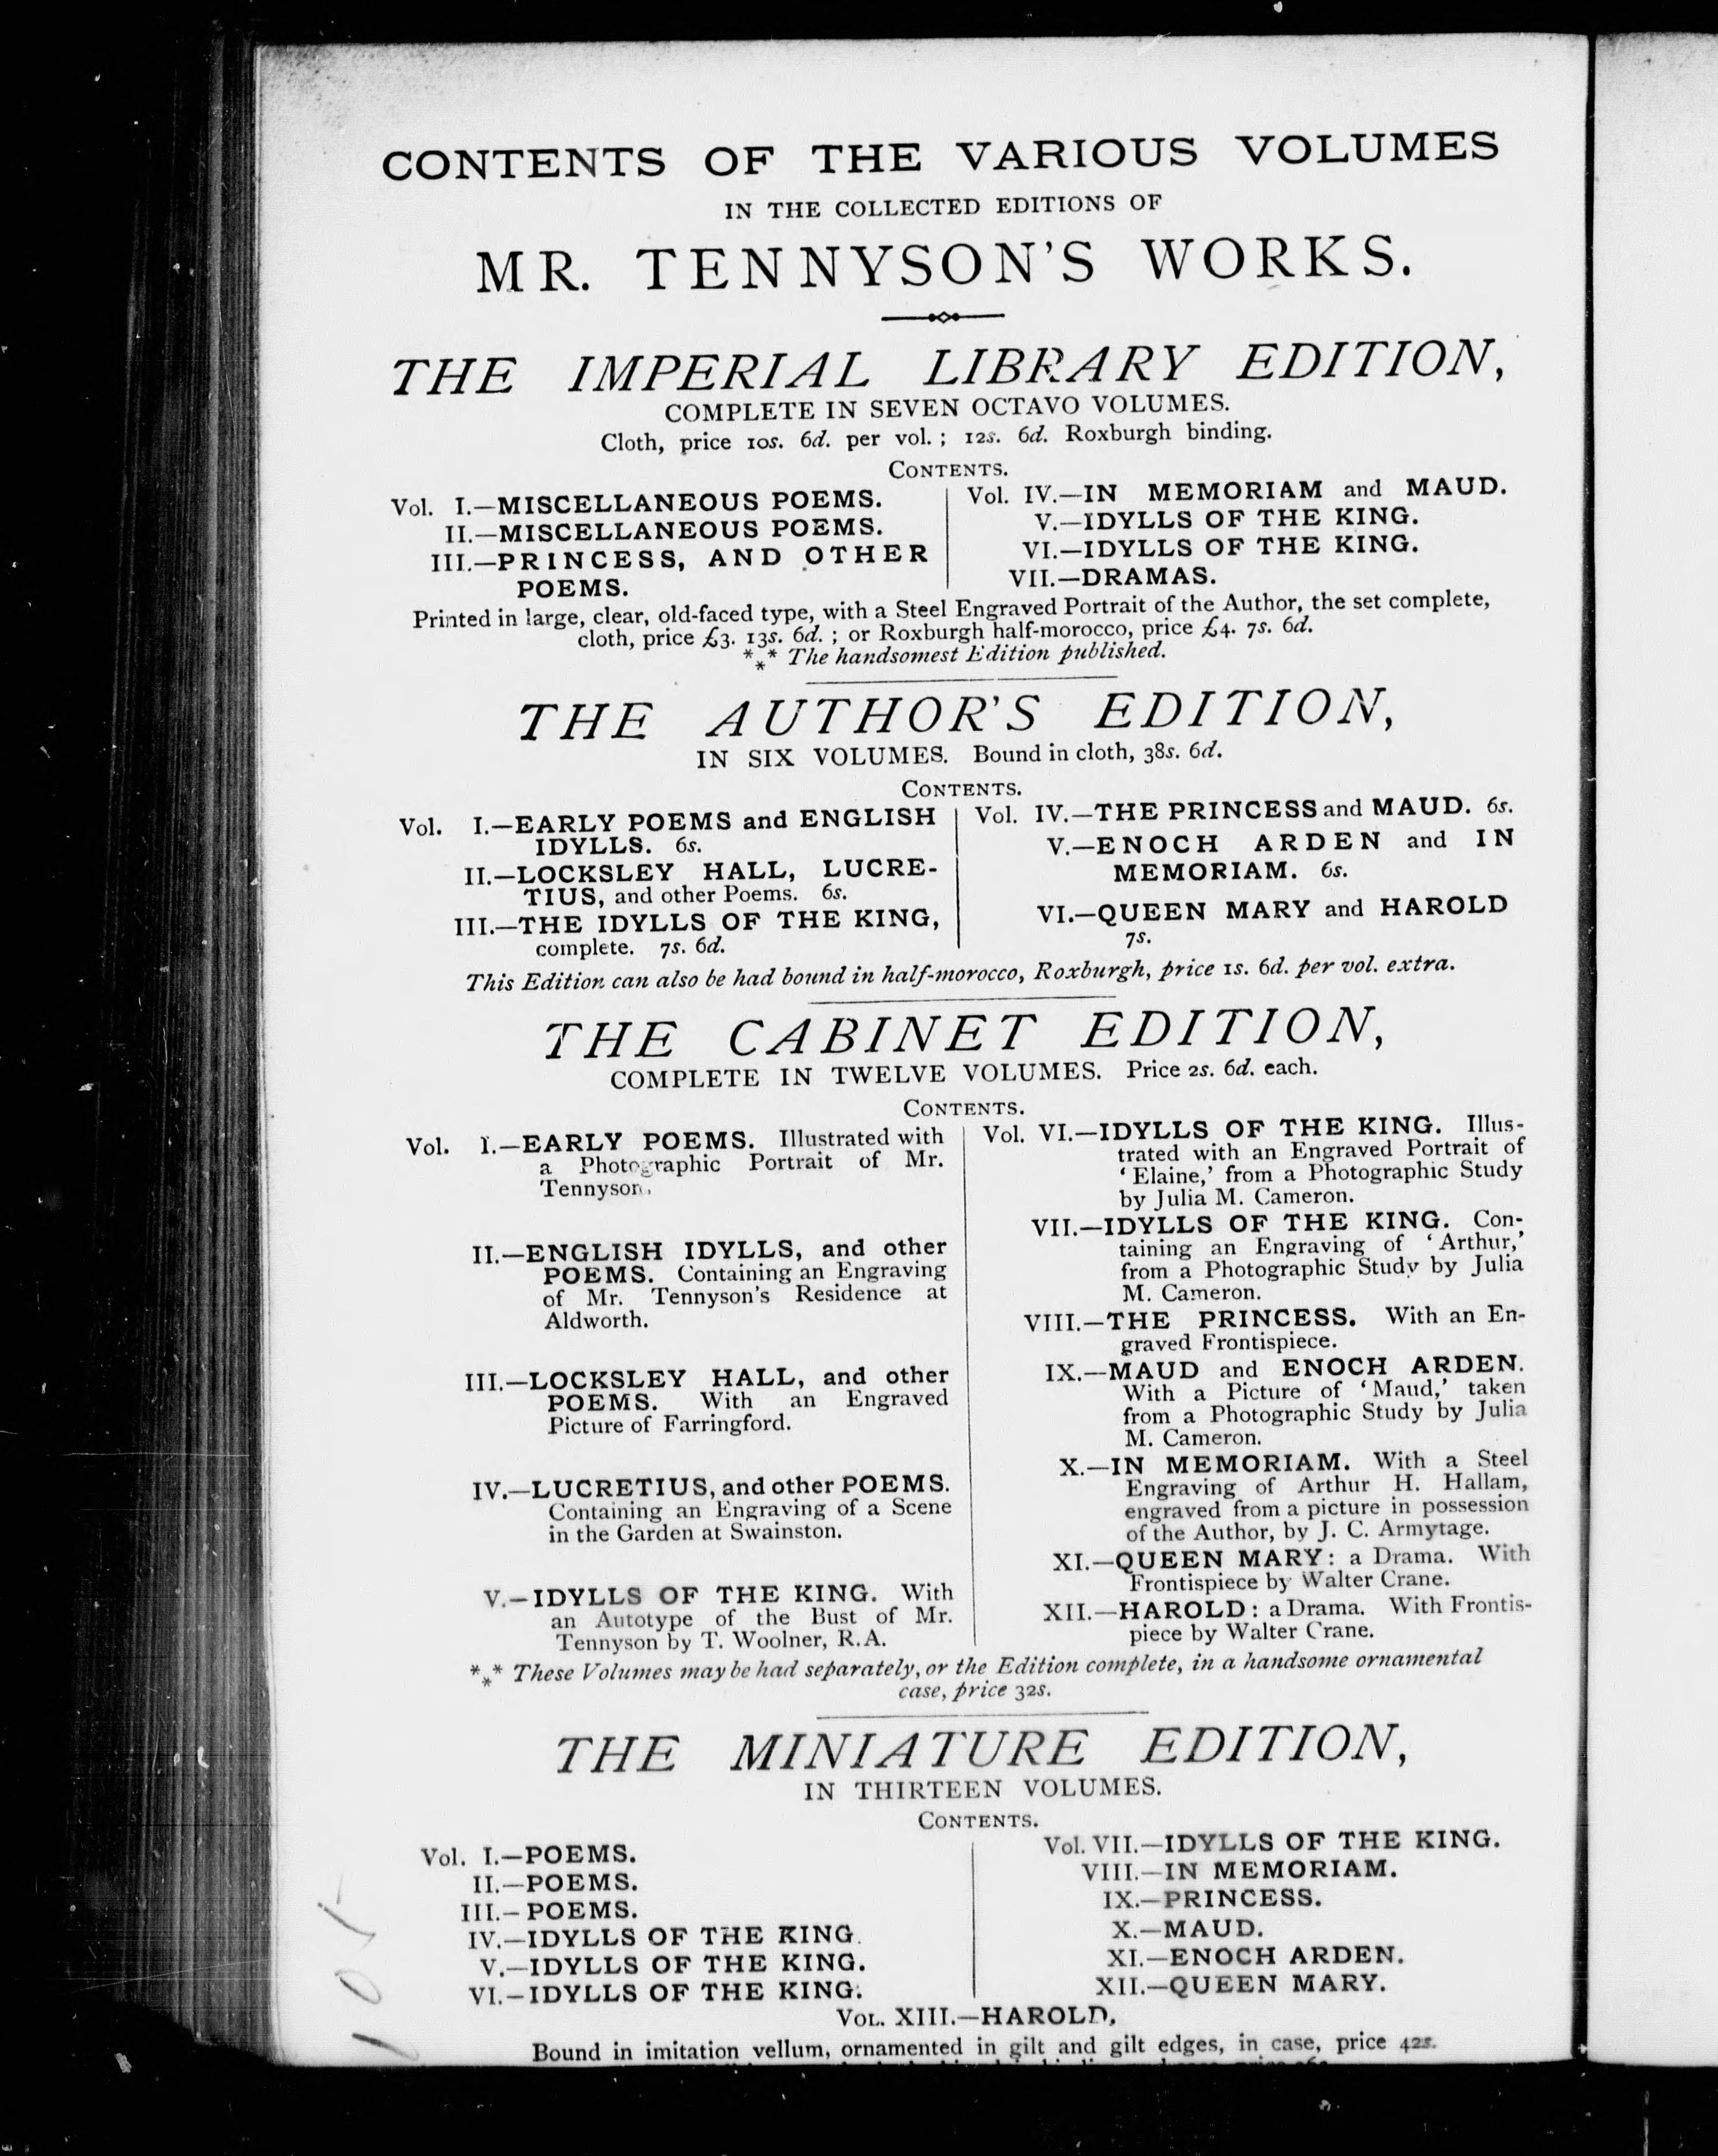 CONTENTS OF THE VARIOUS VOLUMES
IN THE COLLECTED EDITIONS OF
MR. TENNYSON'S WORKS.
THE IMPERIAL LIBRARY EDITION,
COMPLETE IN SEVEN OCTAVO VOLUMES.
Cloth, price 10s. 6d. per vol.; 12s. 6d. Roxburgh binding.
CONTENTS.
Vol. I.—MISCELLANEOUS POEMS.
II.—MISCELLANEOUS POEMS.
III.—PRINCESS, AND OTHER
POEMS.
Vol. IV.—IN MEMORIAM and MAUD.
V.—IDYLLS OF THE KING.
VI.—IDYLLS OF THE KING.
VII.—DRAMAS.
Printed in large, clear, old-faced type, with a Steel Engraved Portrait of the Author, the set complete,
cloth, price £3. 13s. 6d.; or Roxburgh half-morocco, price £4. 7s. 6d.
*⁎* The handsomest Edition published.
THE AUTHOR'S EDITION,
IN SIX VOLUMES. Bound in cloth, 38s. 6d.
CONTENTS.
Vol. I.—EARLY POEMS and ENGLISH
IDYLLS. 6s.
II.—LOCKSLEY HALL, LUCRE-
TIUS, and other Poems. 6s.
III.—THE IDYLLS OF THE KING,
complete. 7s. 6d.
Vol. IV.—THE PRINCESS and MAUD. 6s.
V.—ENOCH ARDEN and IN
MEMORIAM. 6s.
VI.—QUEEN MARY and HAROLD
7s.
This Edition can also be had bound in half-morocco, Roxburgh, price 1s. 6d. per vol. extra.
THE CABINET EDITION,
COMPLETE IN TWELVE VOLUMES. Price 2s. 6d. each.
CONTENTS.
Vol. I.—EARLY POEMS. Illustrated with
a Photographic Portrait of Mr.
Tennyson.
II.—ENGLISH IDYLLS, and other
POEMS. Containing an Engraving
of Mr. Tennyson's Residence at
Aldworth.
III.—LOCKSLEY HALL, and other
POEMS. With an Engraved
Picture of Farringford.
IV.—LUCRETIUS, and other POEMS.
Containing an Engraving of a Scene
in the Garden at Swainston.
V.—IDYLLS OF THE KING. With
an Autotype of the Bust of Mr.
Tennyson by T. Woolner, R.A.
Vol. VI.—IDYLLS OF THE KING. Illus-
trated with an Engraved Portrait of
'Elaine,' from a Photographic Study
by Julia M. Cameron.
VII.—IDYLLS OF THE KING. Con-
taining an Engraving of 'Arthur,'
from a Photographic Study by Julia
M. Cameron.
VIII.—THE PRINCESS. With an En-
graved Frontispiece.
IX.—MAUD and ENOCH ARDEN.
With a Picture of 'Maud,' taken
from a Photographic Study by Julia
M. Cameron.
X.—IN MEMORIAM. With a Steel
Engraving of Arthur H. Hallam,
engraved from a picture in possession
of the Author, by J. C. Armytage.
XI.—QUEEN MARY: a Drama. With
Frontispiece by Walter Crane.
XII.—HAROLD: a Drama. With Frontis-
piece by Walter Crane.
*⁎* These Volumes may be had separately, or the Edition complete, in a handsome ornamental
case, price 32s.
THE MINIATURE EDITION,
IN THIRTEEN VOLUMES.
CONTENTS.
Vol. I.—POEMS.
II.—POEMS.
III.—POEMS.
IV.—IDYLLS OF THE KING.
V.—IDYLLS OF THE KING.
VI.—IDYLLS OF THE KING.
Vol. VII.—IDYLLS OF THE KING.
VIII.—IN MEMORIAM.
IX.—PRINCESS.
X.—MAUD.
XI.—ENOCH ARDEN.
XII.—QUEEN MARY.
VOL. XIII.—HAROLD.
Bound in imitation vellum, ornamented in gilt and gilt edges, in case, price 42s.